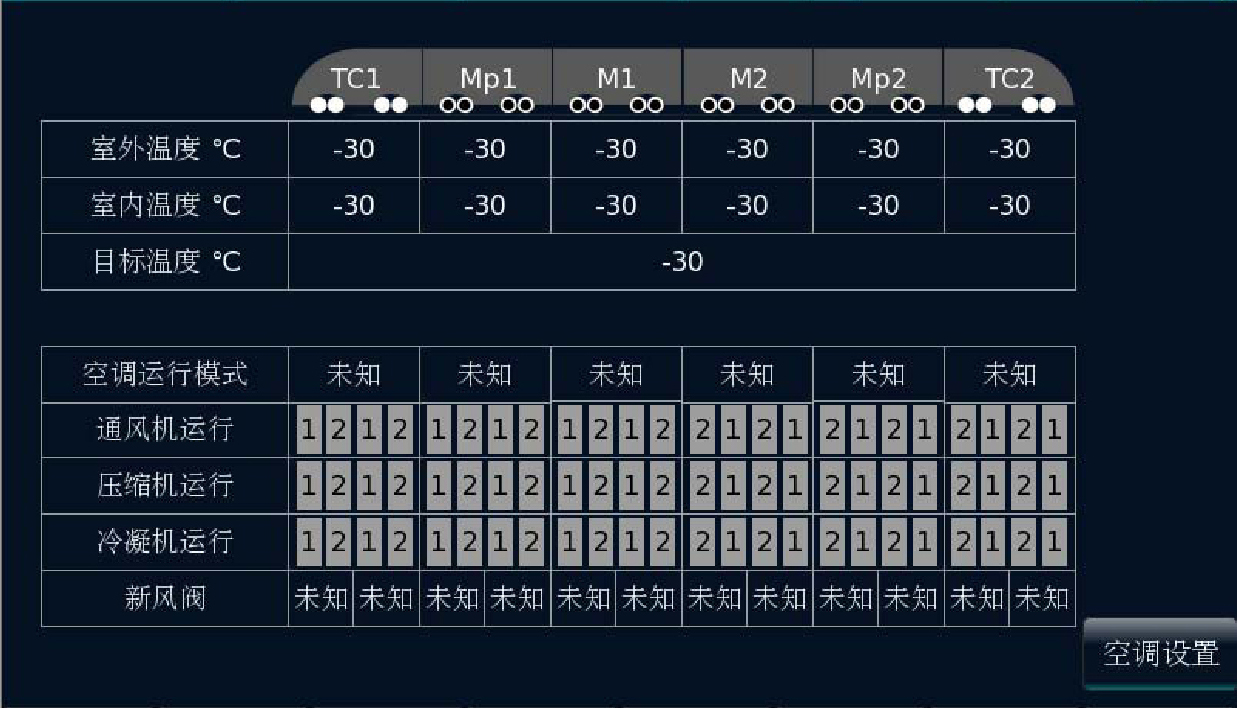 TC1 Mp1 M1 M2 Mp2 TC2
室外温度 °C -30 -30 -30 -30 -30 -30
室内温度 °C -30 -30 -30 -30 -30 -30
目标温度 °C -30
空调运行模式 未知 未知 未知 未知 未知 未知
通风机运行 1 2 1 2 1 2 1 2 1 2 1 2 2 1 2 1 2 1 2 1 2 1 2 1
压缩机运行 1 2 1 2 1 2 1 2 1 2 1 2 2 1 2 1 2 1 2 1 2 1 2 1
冷凝机运行 1 2 1 2 1 2 1 2 1 2 1 2 2 1 2 1 2 1 2 1 2 1 2 1
新风阀 未知 未知 未知 未知 未知 未知 未知 未知 未知 未知 未知 未知
空调设置